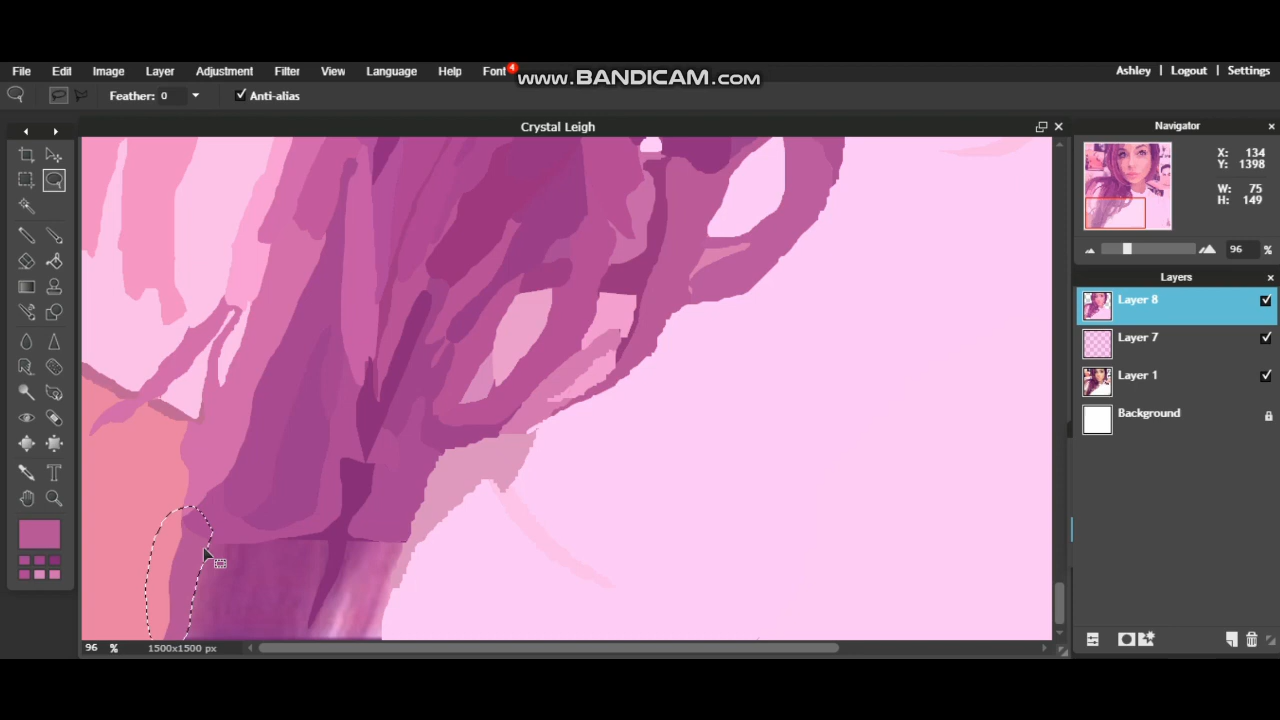 File Edit Image Layer Adjustment Filter View Language Help Font 4 www.BANDICAM.com Ashley | Logout | Settings
Feather: 0 Anti-alias
Crystal Leigh
Navigator
X: 134
Y: 1398
W: 75
H: 149
96 %
Layers
Layer 8
Layer 7
Layer 1
Background
96 % 1500x1500 px